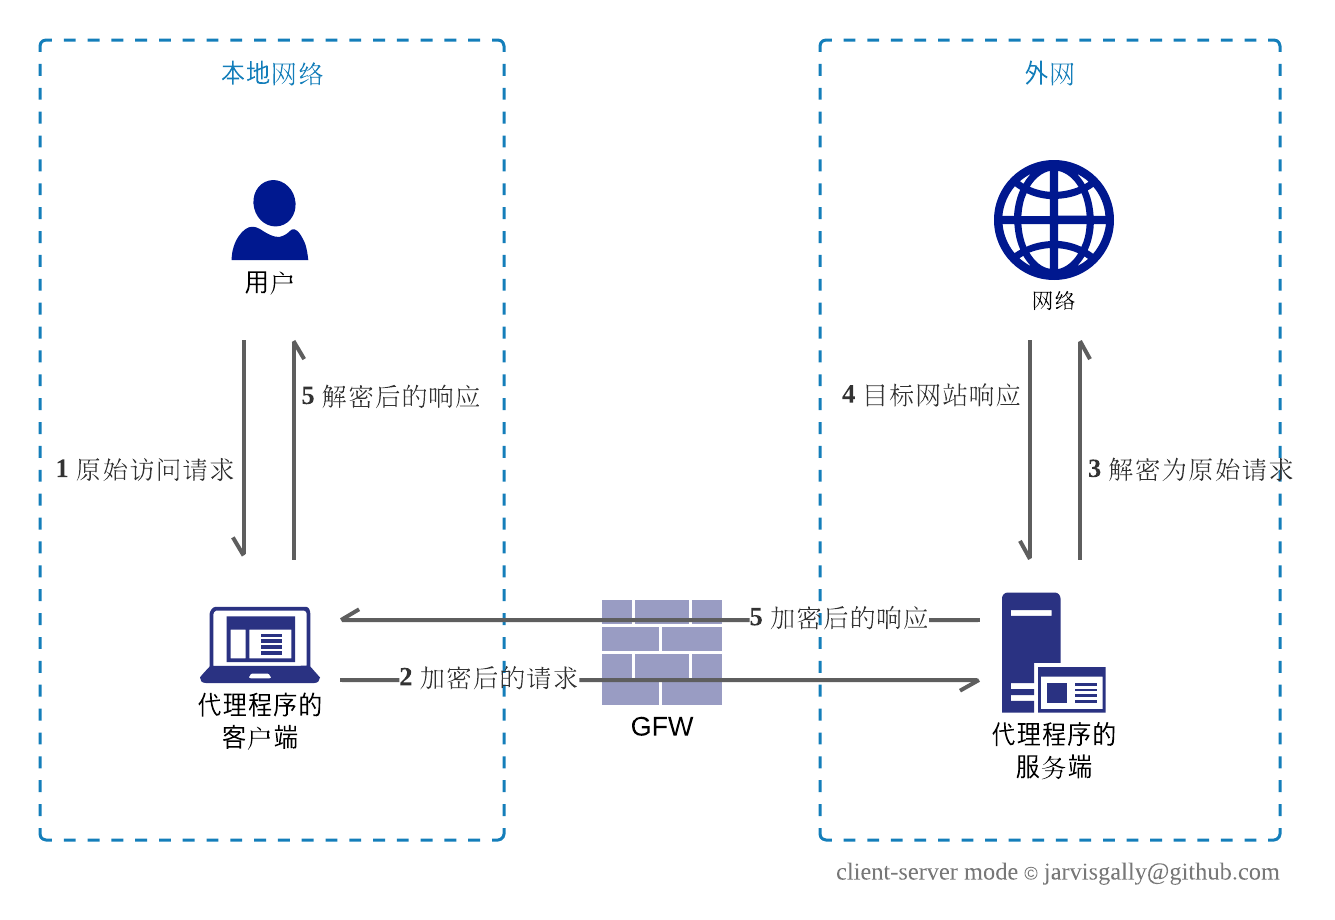 本地网络
外网
用户
网络
5 解密后的响应
4 目标网站响应
1 原始访问请求
3 解密为原始请求
5 加密后的响应
2 加密后的请求
代理程序的
客户端
GFW
代理程序的
服务端
client-server mode © jarvisgally@github.com